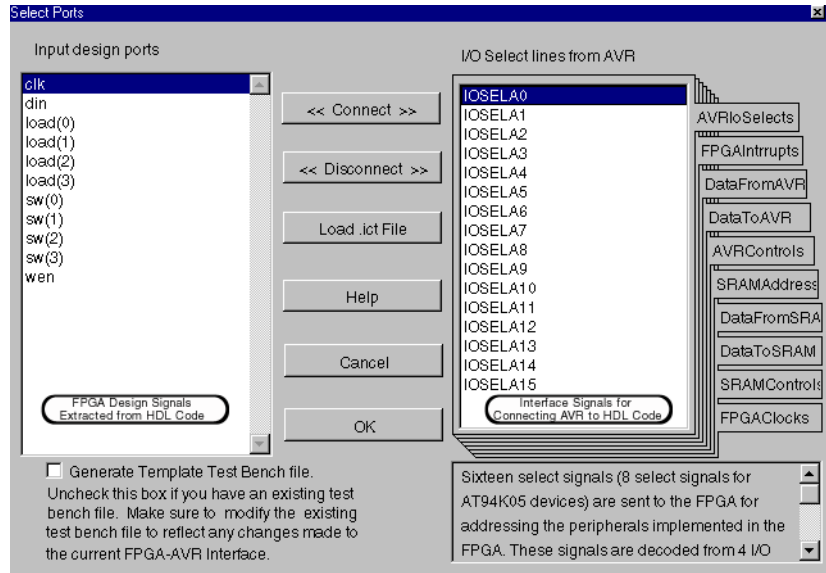 Select Ports
Input design ports
clk
din
load(0)
load(1)
load(2)
load(3)
sw(0)
sw(1)
sw(2)
sw(3)
wen
FPGA Design Signals
Extracted from HDL Code
<< Connect >>
<< Disconnect >>
Load .ict File
Help
Cancel
OK
I/O Select lines from AVR
IOSELA0
IOSELA1
IOSELA2
IOSELA3
IOSELA4
IOSELA5
IOSELA6
IOSELA7
IOSELA8
IOSELA9
IOSELA10
IOSELA11
IOSELA12
IOSELA13
IOSELA14
IOSELA15
Interface Signals for
Connecting AVR to HDL Code
AVRIoSelects
FPGAIntrrupts
DataFromAVR
DataToAVR
AVRControls
SRAMAddress
DataFromSRA
DataToSRAM
SRAMControls
FPGAClocks
Generate Template Test Bench file.
Uncheck this box if you have an existing test
bench file. Make sure to modify the existing
test bench file to reflect any changes made to
the current FPGA-AVR Interface.
Sixteen select signals (8 select signals for
AT94K05 devices) are sent to the FPGA for
addressing the peripherals implemented in the
FPGA. These signals are decoded from 4 I/O